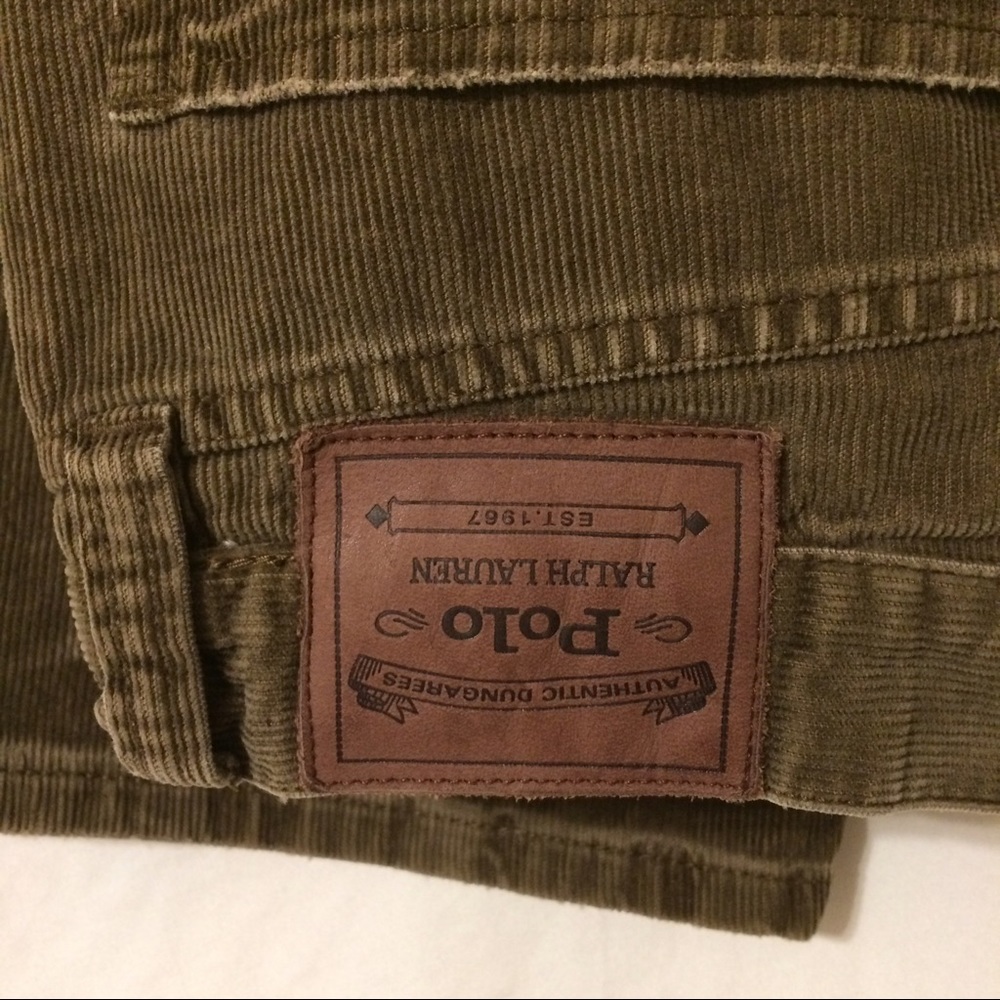 AUTHENTIC DUNGAREES
Polo
RALPH LAUREN
EST. 1967